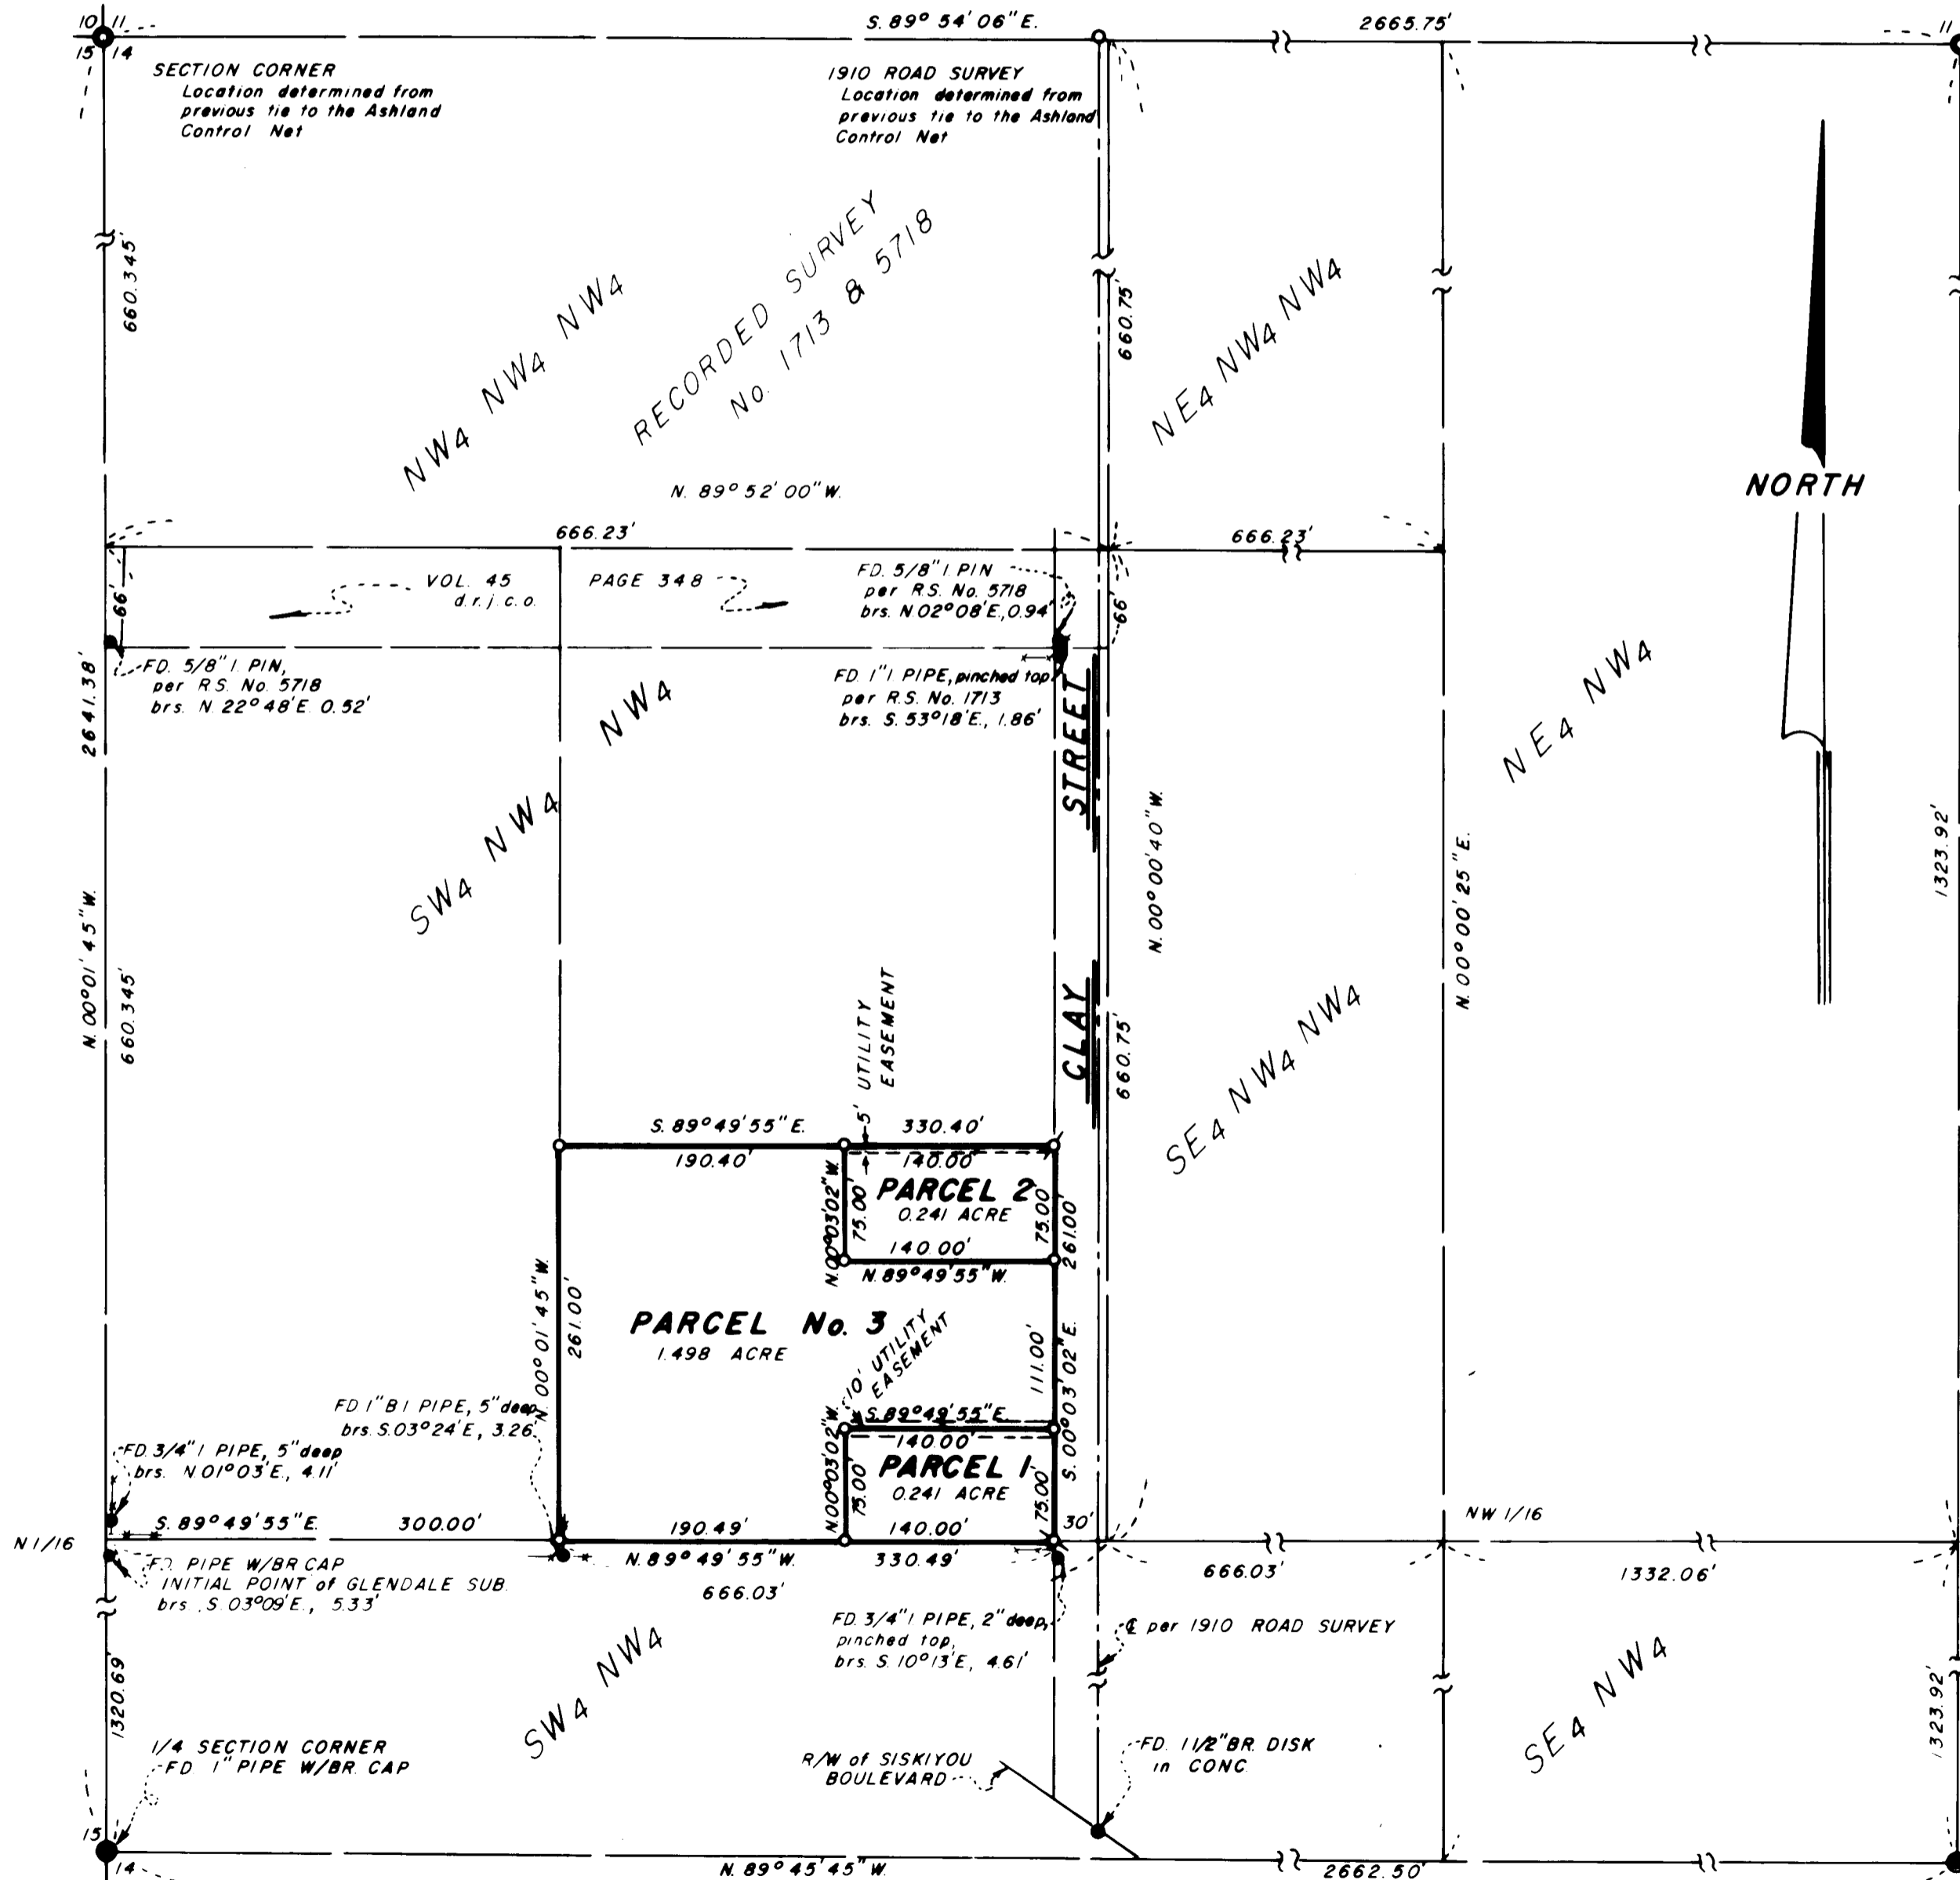 10 11
S. 89° 54' 06" E.
2665.75'
11
15 14
SECTION CORNER
Location determined from
previous tie to the Ashland
Control Net
1910 ROAD SURVEY
Location determined from
previous tie to the Ashland
Control Net
660.345'
RECORDED SURVEY
No. 1713 & 5718
660.75'
NW4 NW4 NW4
NE4 NW4 NW4
NORTH
N. 89° 52' 00" W.
666.23'
666.23'
VOL. 45 PAGE 348
d.r.j.c.o.
FD. 5/8" I. PIN
per RS. No. 5718
brs. N 02° 08' E., 0.94'
66'
66'
FD. 5/8" I. PIN,
per R.S. No. 5718
brs. N. 22° 48' E. 0.52'
FD. 1" I. PIPE, pinched top
per R.S. No. 1713
brs. S. 53° 18' E., 1.86'
2641.38'
N. 00° 01' 45" W.
660.345'
SW4 NW4 NW4
CLAY STREET
N. 00° 00' 40" W.
660.75'
N. 00° 00' 25" E.
NE4 NW4
1323.92'
SE4 NW4 NW4
5' UTILITY
EASEMENT
S. 89° 49' 55" E.
330.40'
190.40'
140.00'
N. 00° 03' 02" W.
75.00'
PARCEL 2
0.241 ACRE
75.00'
261.00'
140.00'
N. 89° 49' 55" W.
N. 00° 01' 45" W.
261.00'
PARCEL No. 3
1.498 ACRE
10' UTILITY
EASEMENT
111.00'
S. 00° 03' 02" E.
S. 89° 49' 55" E.
140.00'
N. 00° 03' 02" W.
75.00'
PARCEL 1
0.241 ACRE
75.00'
FD 1" B I PIPE, 5" deep
brs. S. 03° 24' E, 3.26'
FD. 3/4" I PIPE, 5" deep
brs. N 01° 03' E., 4.11'
S. 89° 49' 55" E. 300.00'
190.49'
140.00'
30'
NW 1/16
N 1/16
N. 89° 49' 55" W. 330.49'
666.03'
666.03'
1332.06'
FD. PIPE W/BR CAP
INITIAL POINT of GLENDALE SUB.
brs. S. 03° 09' E., 5.33'
FD. 3/4" I. PIPE, 2" deep,
pinched top,
brs. S. 10° 13' E, 4.61'
℄ per 1910 ROAD SURVEY
1320.69'
SW4 NW4
SE4 NW4
1323.92'
1/4 SECTION CORNER
FD 1" PIPE W/BR. CAP
R/W of SISKIYOU
BOULEVARD
FD. 1 1/2" BR. DISK
in CONC.
15
14
N. 89° 45' 45" W.
2662.50'